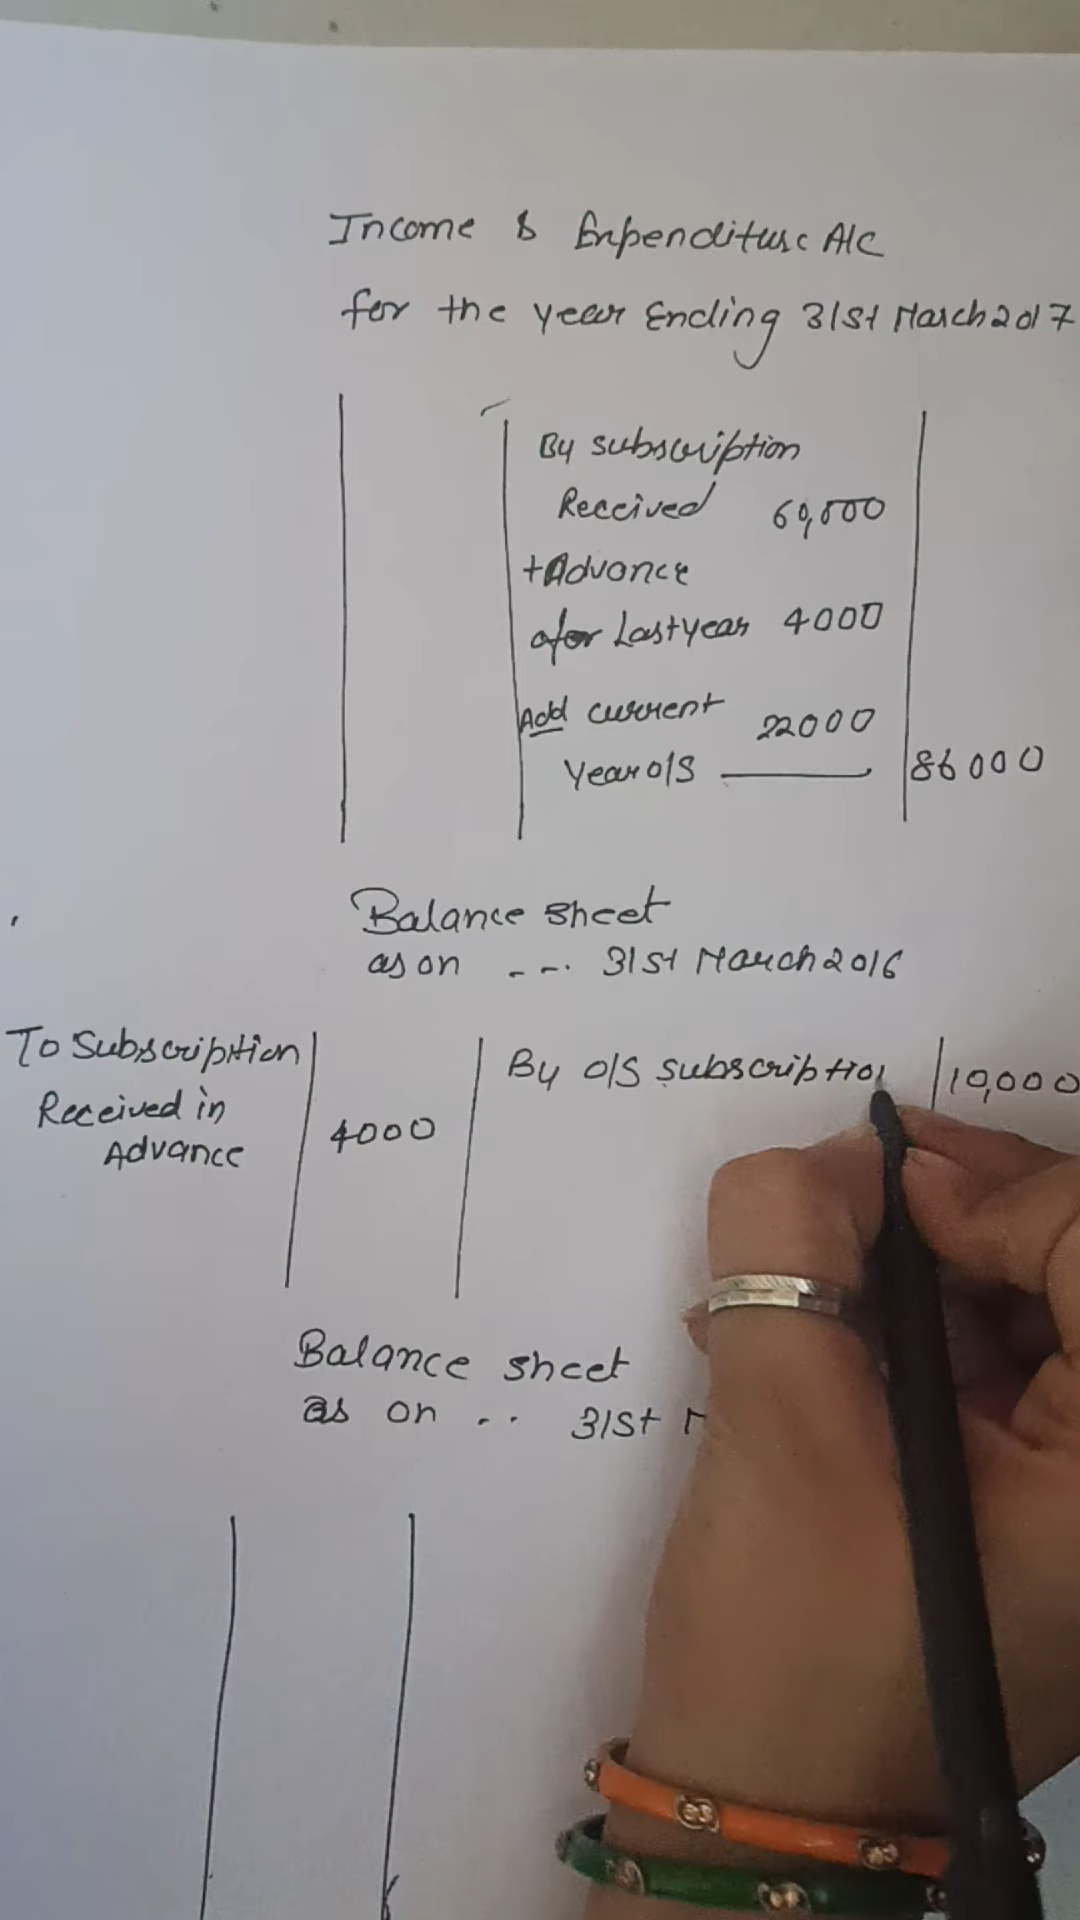 Income & Expenditure A/C
for the year Ending 31st March 2017
By subscription
Received 60,000
+Advance
for Last year 4000
Add current 22000
Year o/s 86000
Balance sheet
as on --. 31st March 2016
To Subscription
Received in
Advance 4000
By O/S subscription 10,000
Balance sheet
as on .. 31st